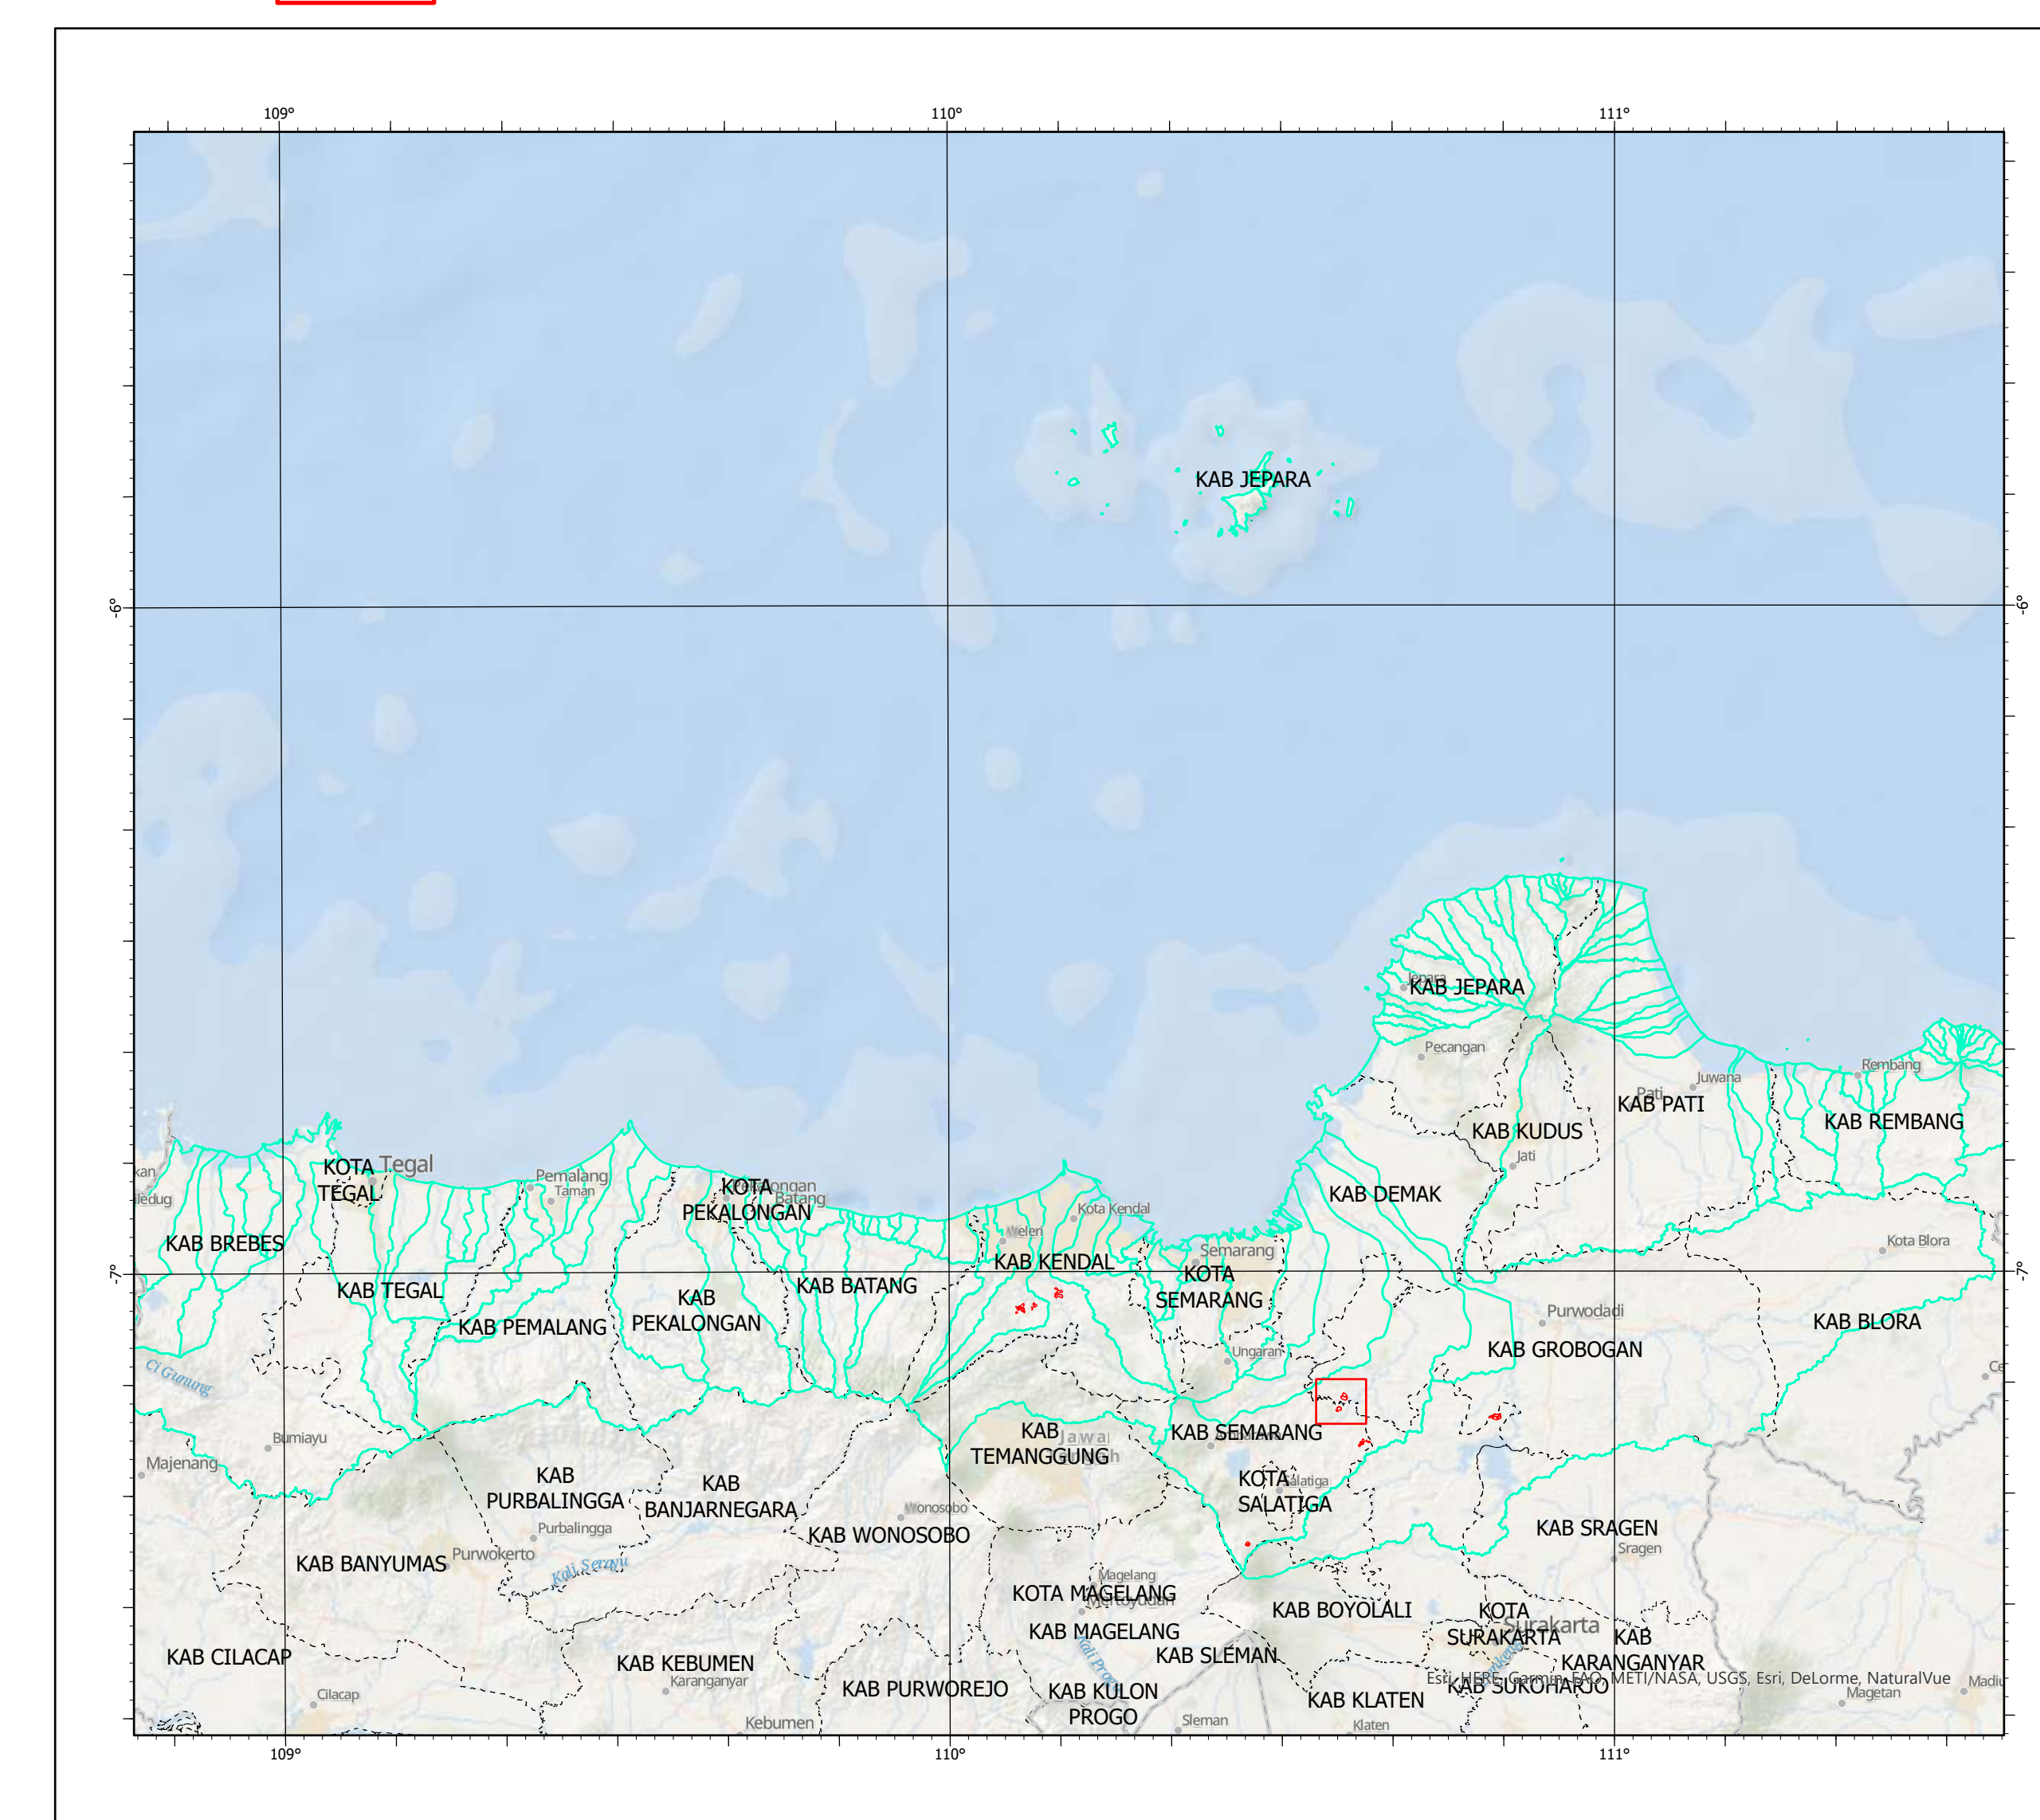 109°
110°
111°
KAB JEPARA
-6°
-6°
Jepara
KAB JEPARA
Pecangan
Rembang
Juwana
Pati
KAB PATI
KAB REMBANG
KAB KUDUS
Jati
KOTA
TEGAL
Tegal
Pemalang
Taman
Pekalongan
KOTA
PEKALONGAN
Batang
KAB DEMAK
Kota Kendal
Weleri
KAB BREBES
KAB KENDAL
Semarang
KOTA
SEMARANG
Kota Blora
7°
-7°
KAB TEGAL
KAB BATANG
KAB
PEKALONGAN
KAB PEMALANG
Purwodadi
KAB BLORA
KAB GROBOGAN
Ungaran
Ci Gunung
KAB SEMARANG
KAB
TEMANGGUNG
Jawa
Bumiayu
Majenang
KAB
PURBALINGGA
KAB
BANJARNEGARA
KOTA
SALATIGA
Salatiga
Wonosobo
KAB WONOSOBO
Purbalingga
KAB SRAGEN
Sragen
KAB BANYUMAS
Purwokerto
Kali Serayu
Magelang
KOTA MAGELANG
Mertoyudan
KAB BOYOLALI
KOTA
SURAKARTA
Surakarta
KAB
KARANGANYAR
KAB MAGELANG
KAB SLEMAN
KAB CILACAP
KAB KEBUMEN
Karanganyar
Kali Progo
KAB PURWOREJO
KAB KULON
PROGO
KAB KLATEN
KAB SUKOHARJO
Esri, HERE, Garmin, FAO, METI/NASA, USGS, Esri, DeLorme, NaturalVue
Cilacap
Kebumen
Sleman
Klaten
Magetan
Madiu
109°
110°
111°